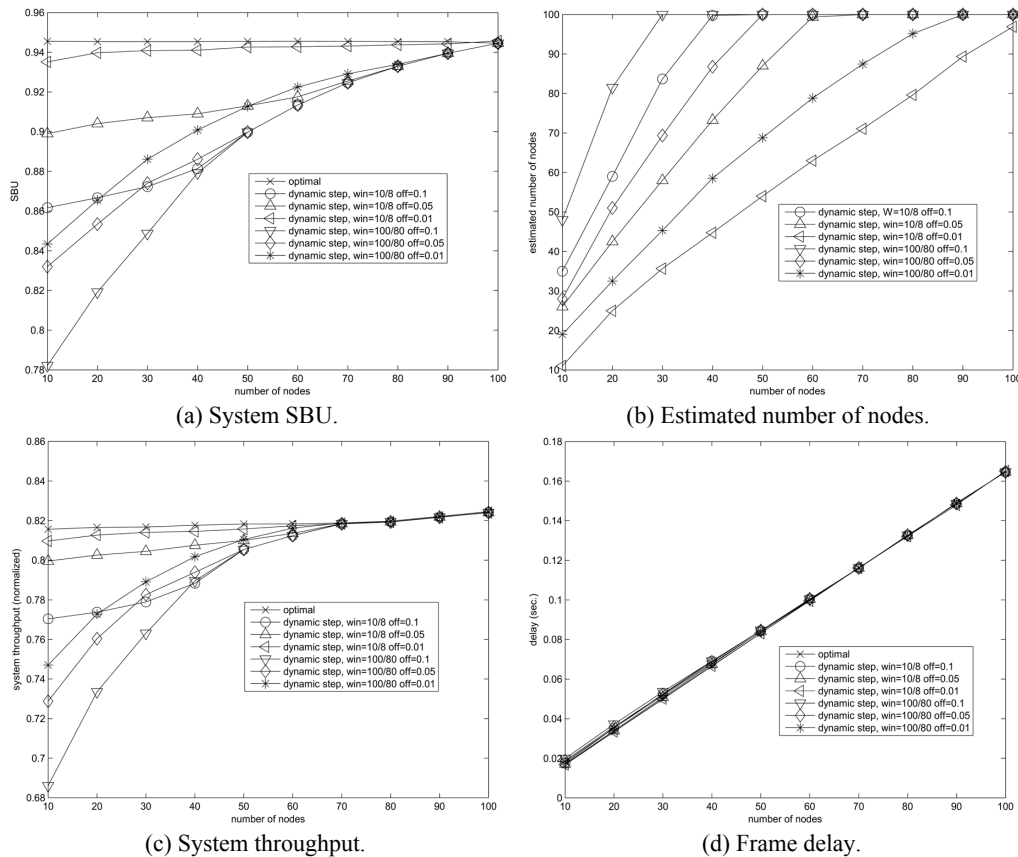 0.96
0.94
0.92
0.9
0.88
0.86
0.84
0.82
0.8
0.78
SBU
optimal
dynamic step, win=10/8 off=0.1
dynamic step, win=10/8 off=0.05
dynamic step, win=10/8 off=0.01
dynamic step, win=100/80 off=0.1
dynamic step, win=100/80 off=0.05
dynamic step, win=100/80 off=0.01
10 20 30 40 50 60 70 80 90 100
number of nodes
(a) System SBU.
100
90
80
70
60
50
40
30
20
10
estimated number of nodes
dynamic step, W=10/8 off=0.1
dynamic step, win=10/8 off=0.05
dynamic step, win=10/8 off=0.01
dynamic step, win=100/80 off=0.1
dynamic step, win=100/80 off=0.05
dynamic step, win=100/80 off=0.01
10 20 30 40 50 60 70 80 90 100
number of nodes
(b) Estimated number of nodes.
0.86
0.84
0.82
0.8
0.78
0.76
0.74
0.72
0.7
0.68
system throughput (normalized)
optimal
dynamic step, win=10/8 off=0.1
dynamic step, win=10/8 off=0.05
dynamic step, win=10/8 off=0.01
dynamic step, win=100/80 off=0.1
dynamic step, win=100/80 off=0.05
dynamic step, win=100/80 off=0.01
10 20 30 40 50 60 70 80 90 100
number of nodes
(c) System throughput.
0.18
0.16
0.14
0.12
0.1
0.08
0.06
0.04
0.02
0
delay (sec.)
optimal
dynamic step, win=10/8 off=0.1
dynamic step, win=10/8 off=0.05
dynamic step, win=10/8 off=0.01
dynamic step, win=100/80 off=0.1
dynamic step, win=100/80 off=0.05
dynamic step, win=100/80 off=0.01
10 20 30 40 50 60 70 80 90 100
number of nodes
(d) Frame delay.